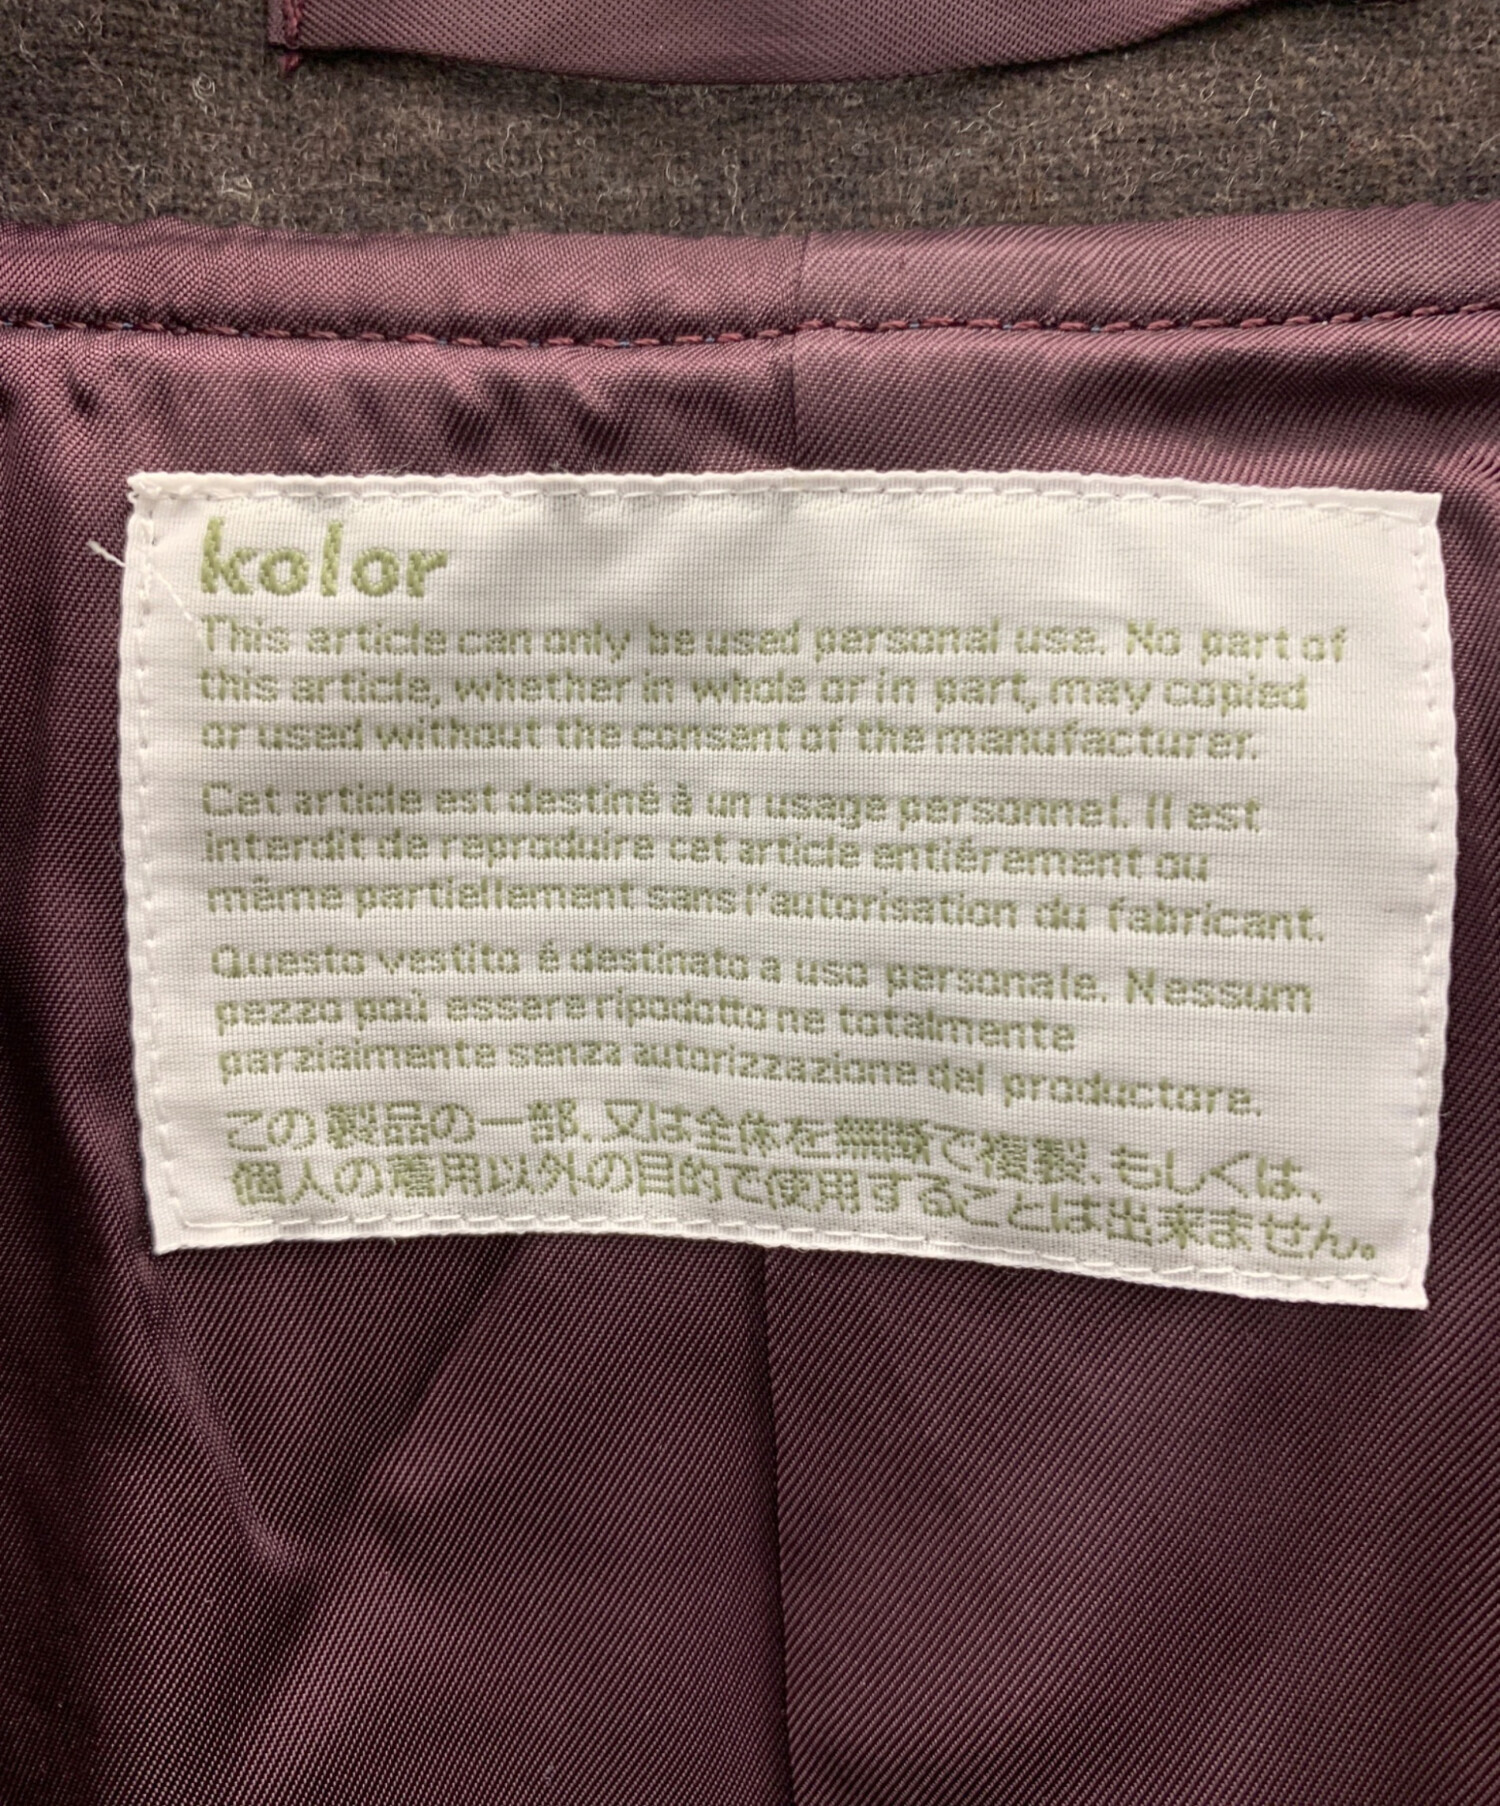 kolor
This article can only be used personal use. No part of
this article, whether in whole or in part, may copied
or used without the consent of the manufacturer.
Cet article est destiné à un usage personnel. Il est
interdit de reproduire cet article entiérement ou
même partiellement sans l'autorisation du fabricant.
Questo vestito é destinato a uso personale. Nessum
pezzo poù essere ripodotto ne totalmente
parzialmente senza autorizzazione del productore.
この製品の一部、又は全体を無断で複製、もしくは、
個人の着用以外の目的で使用することは出来ません。